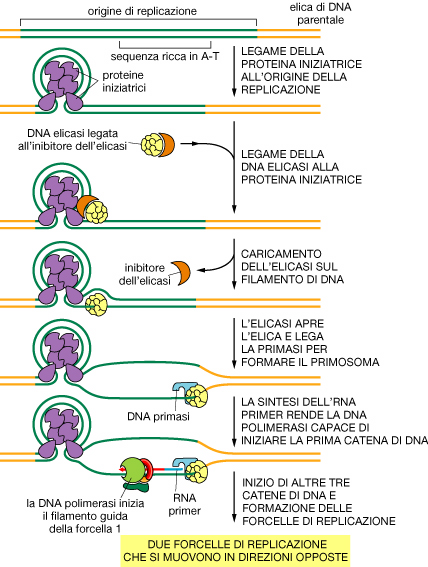 origine di replicazione
elica di DNA
parentale
sequenza ricca in A-T
LEGAME DELLA
PROTEINA INIZIATRICE
ALL'ORIGINE DELLA
REPLICAZIONE
proteine
iniziatrici
DNA elicasi legata
all'inibitore dell'elicasi
LEGAME DELLA
DNA ELICASI ALLA
PROTEINA INIZIATRICE
CARICAMENTO
DELL'ELICASI SUL
FILAMENTO DI DNA
inibitore
dell'elicasi
L'ELICASI APRE
L'ELICA E LEGA
LA PRIMASI PER
FORMARE IL PRIMOSOMA
DNA primasi
LA SINTESI DELL'RNA
PRIMER RENDE LA DNA
POLIMERASI CAPACE DI
INIZIARE LA PRIMA CATENA DI DNA
la DNA polimerasi inizia
il filamento guida
della forcella 1
RNA
primer
INIZIO DI ALTRE TRE
CATENE DI DNA E
FORMAZIONE DELLE
FORCELLE DI REPLICAZIONE
DUE FORCELLE DI REPLICAZIONE
CHE SI MUOVONO IN DIREZIONI OPPOSTE